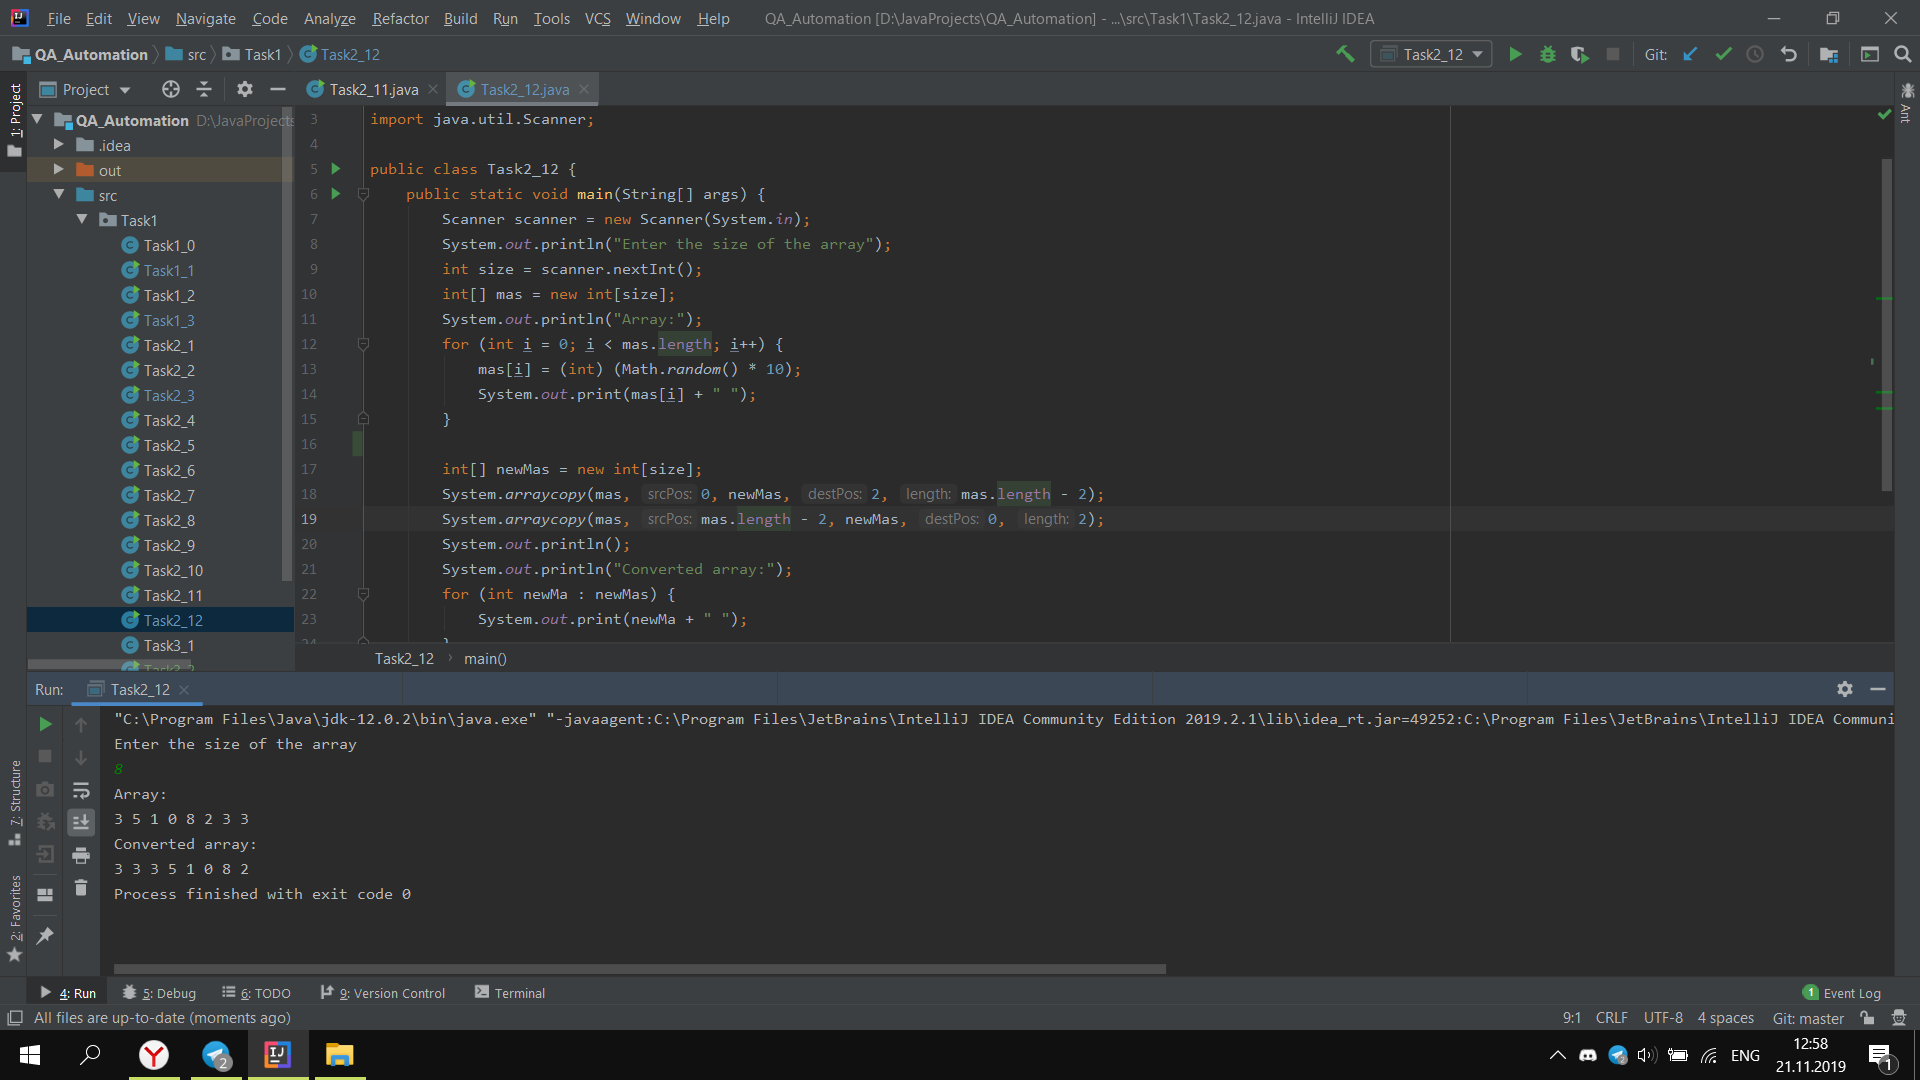 File Edit View Navigate Code Analyze Refactor Build Run Tools VCS Window Help QA_Automation [D:\JavaProjects\QA_Automation] - ...\src\Task1\Task2_12.java - IntelliJ IDEA
QA_Automation src Task1 Task2_12 Task2_12 Git:
Project Task2_11.java Task2_12.java
1: Project
Ant
QA_Automation D:\JavaProjects
.idea
out
src
Task1
Task1_0
Task1_1
Task1_2
Task1_3
Task2_1
Task2_2
Task2_3
Task2_4
Task2_5
Task2_6
Task2_7
Task2_8
Task2_9
Task2_10
Task2_11
Task2_12
Task3_1
Task3_2
3 import java.util.Scanner;
4
5 public class Task2_12 {
6 public static void main(String[] args) {
7 Scanner scanner = new Scanner(System.in);
8 System.out.println("Enter the size of the array");
9 int size = scanner.nextInt();
10 int[] mas = new int[size];
11 System.out.println("Array:");
12 for (int i = 0; i < mas.length; i++) {
13 mas[i] = (int) (Math.random() * 10);
14 System.out.print(mas[i] + " ");
15 }
16
17 int[] newMas = new int[size];
18 System.arraycopy(mas, srcPos: 0, newMas, destPos: 2, length: mas.length - 2);
19 System.arraycopy(mas, srcPos: mas.length - 2, newMas, destPos: 0, length: 2);
20 System.out.println();
21 System.out.println("Converted array:");
22 for (int newMa : newMas) {
23 System.out.print(newMa + " ");
24 }
Task2_12 main()
Run: Task2_12
"C:\Program Files\Java\jdk-12.0.2\bin\java.exe" "-javaagent:C:\Program Files\JetBrains\IntelliJ IDEA Community Edition 2019.2.1\lib\idea_rt.jar=49252:C:\Program Files\JetBrains\IntelliJ IDEA Communi
Enter the size of the array
8
Array:
3 5 1 0 8 2 3 3
Converted array:
3 3 3 5 1 0 8 2
Process finished with exit code 0
7: Structure
2: Favorites
4: Run 5: Debug 6: TODO 9: Version Control Terminal 1 Event Log
All files are up-to-date (moments ago) 9:1 CRLF UTF-8 4 spaces Git: master
2 ENG 12:58
21.11.2019 1